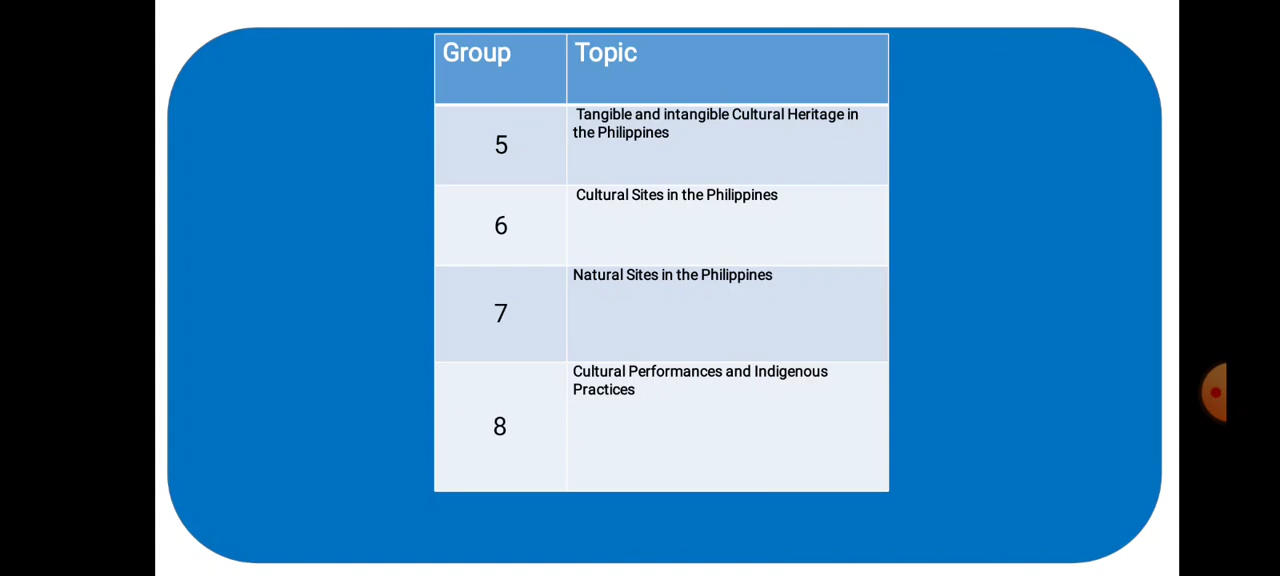 Group Topic
5 Tangible and intangible Cultural Heritage in
the Philippines
6 Cultural Sites in the Philippines
7 Natural Sites in the Philippines
8 Cultural Performances and Indigenous
Practices